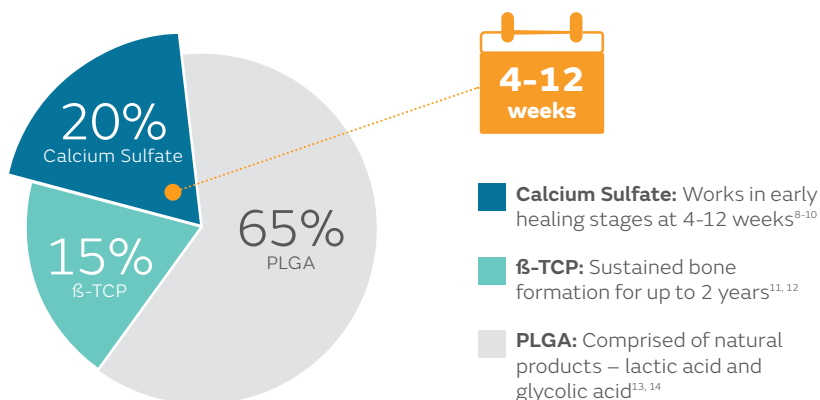 4-12
weeks
20%
Calcium Sulfate
15%
ß-TCP
65%
PLGA
Calcium Sulfate: Works in early
healing stages at 4-12 weeks8-10
ß-TCP: Sustained bone
formation for up to 2 years11, 12
PLGA: Comprised of natural
products – lactic acid and
glycolic acid13, 14